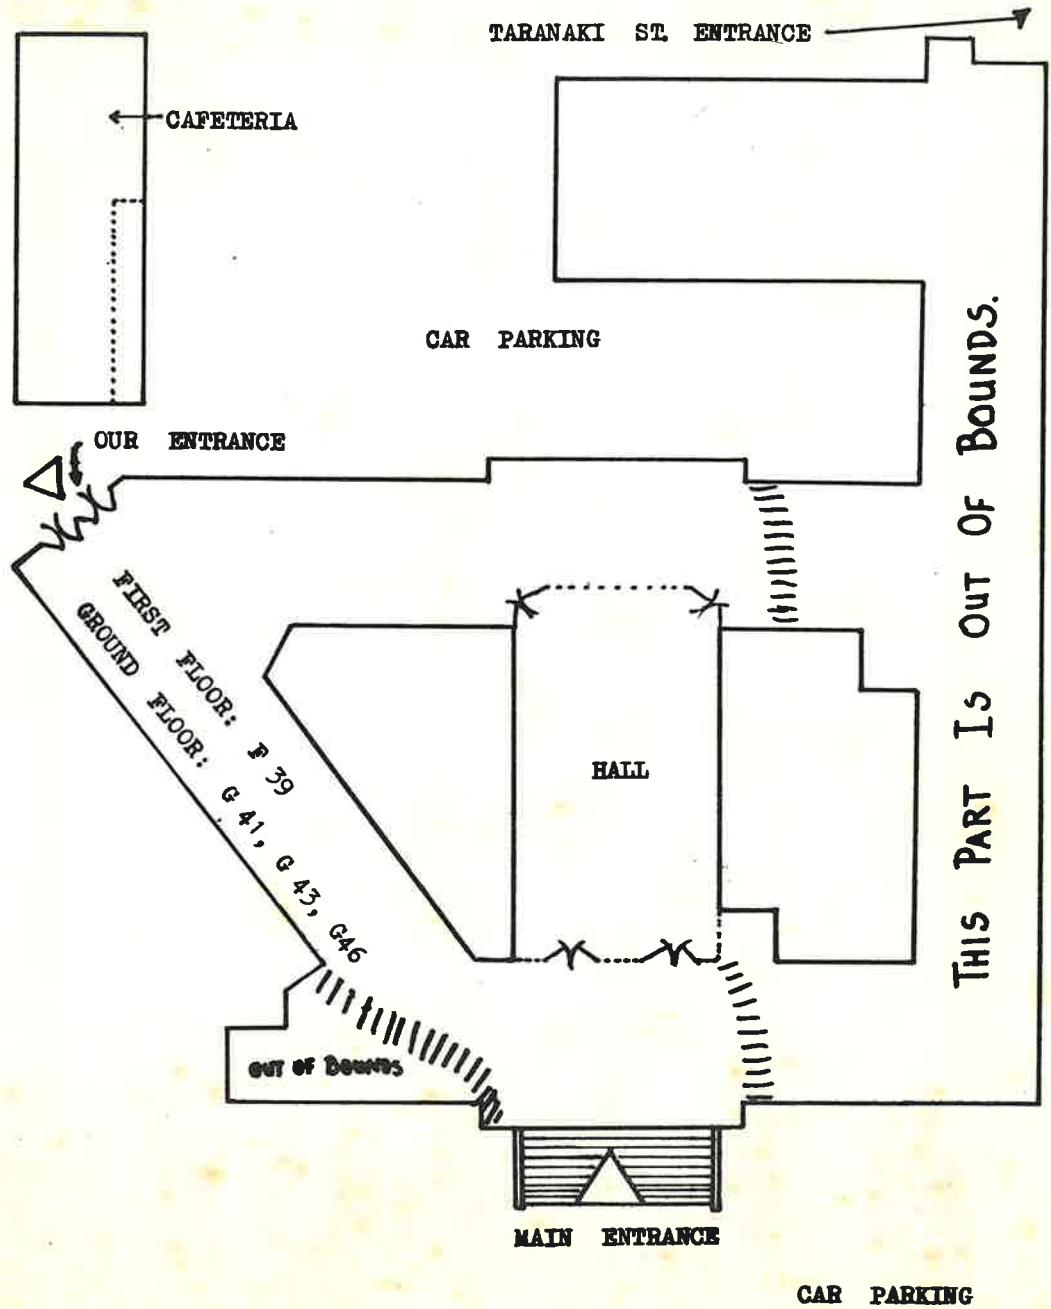 TARANAKI ST. ENTRANCE
CAFETERIA
CAR PARKING
OUR ENTRANCE
FIRST FLOOR: F 39
GROUND FLOOR: G 41, G 43, G46
HALL
THIS PART IS OUT OF BOUNDS.
OUT OF BOUNDS
MAIN ENTRANCE
CAR PARKING